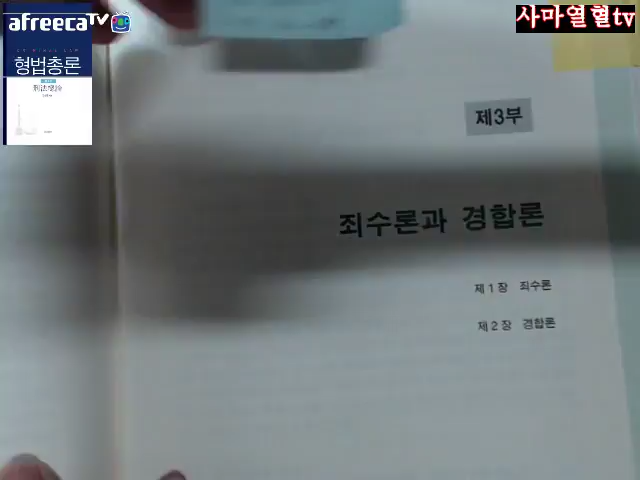 afreecaTV
사마열혈tv
형법총론
제3부
죄수론과 경합론
제1장 죄수론
제2장 경합론